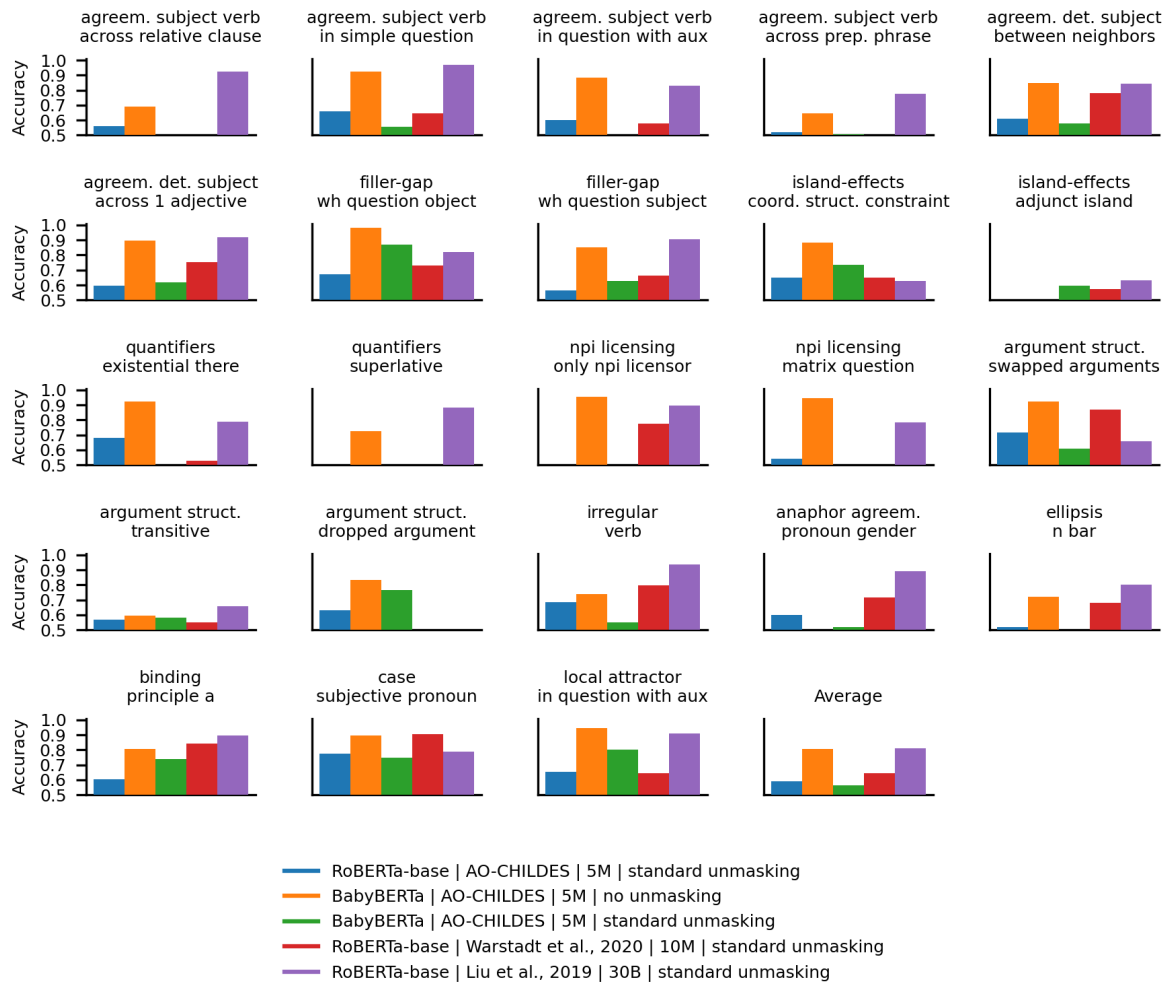 agreem. subject verb
across relative clause
agreem. subject verb
in simple question
agreem. subject verb
in question with aux
agreem. subject verb
across prep. phrase
agreem. det. subject
between neighbors
Accuracy
1.0
0.9
0.8
0.7
0.6
0.5
agreem. det. subject
across 1 adjective
filler-gap
wh question object
filler-gap
wh question subject
island-effects
coord. struct. constraint
island-effects
adjunct island
Accuracy
1.0
0.9
0.8
0.7
0.6
0.5
quantifiers
existential there
quantifiers
superlative
npi licensing
only npi licensor
npi licensing
matrix question
argument struct.
swapped arguments
Accuracy
1.0
0.9
0.8
0.7
0.6
0.5
argument struct.
transitive
argument struct.
dropped argument
irregular
verb
anaphor agreem.
pronoun gender
ellipsis
n bar
Accuracy
1.0
0.9
0.8
0.7
0.6
0.5
binding
principle a
case
subjective pronoun
local attractor
in question with aux
Average
Accuracy
1.0
0.9
0.8
0.7
0.6
0.5
RoBERTa-base | AO-CHILDES | 5M | standard unmasking
BabyBERTa | AO-CHILDES | 5M | no unmasking
BabyBERTa | AO-CHILDES | 5M | standard unmasking
RoBERTa-base | Warstadt et al., 2020 | 10M | standard unmasking
RoBERTa-base | Liu et al., 2019 | 30B | standard unmasking